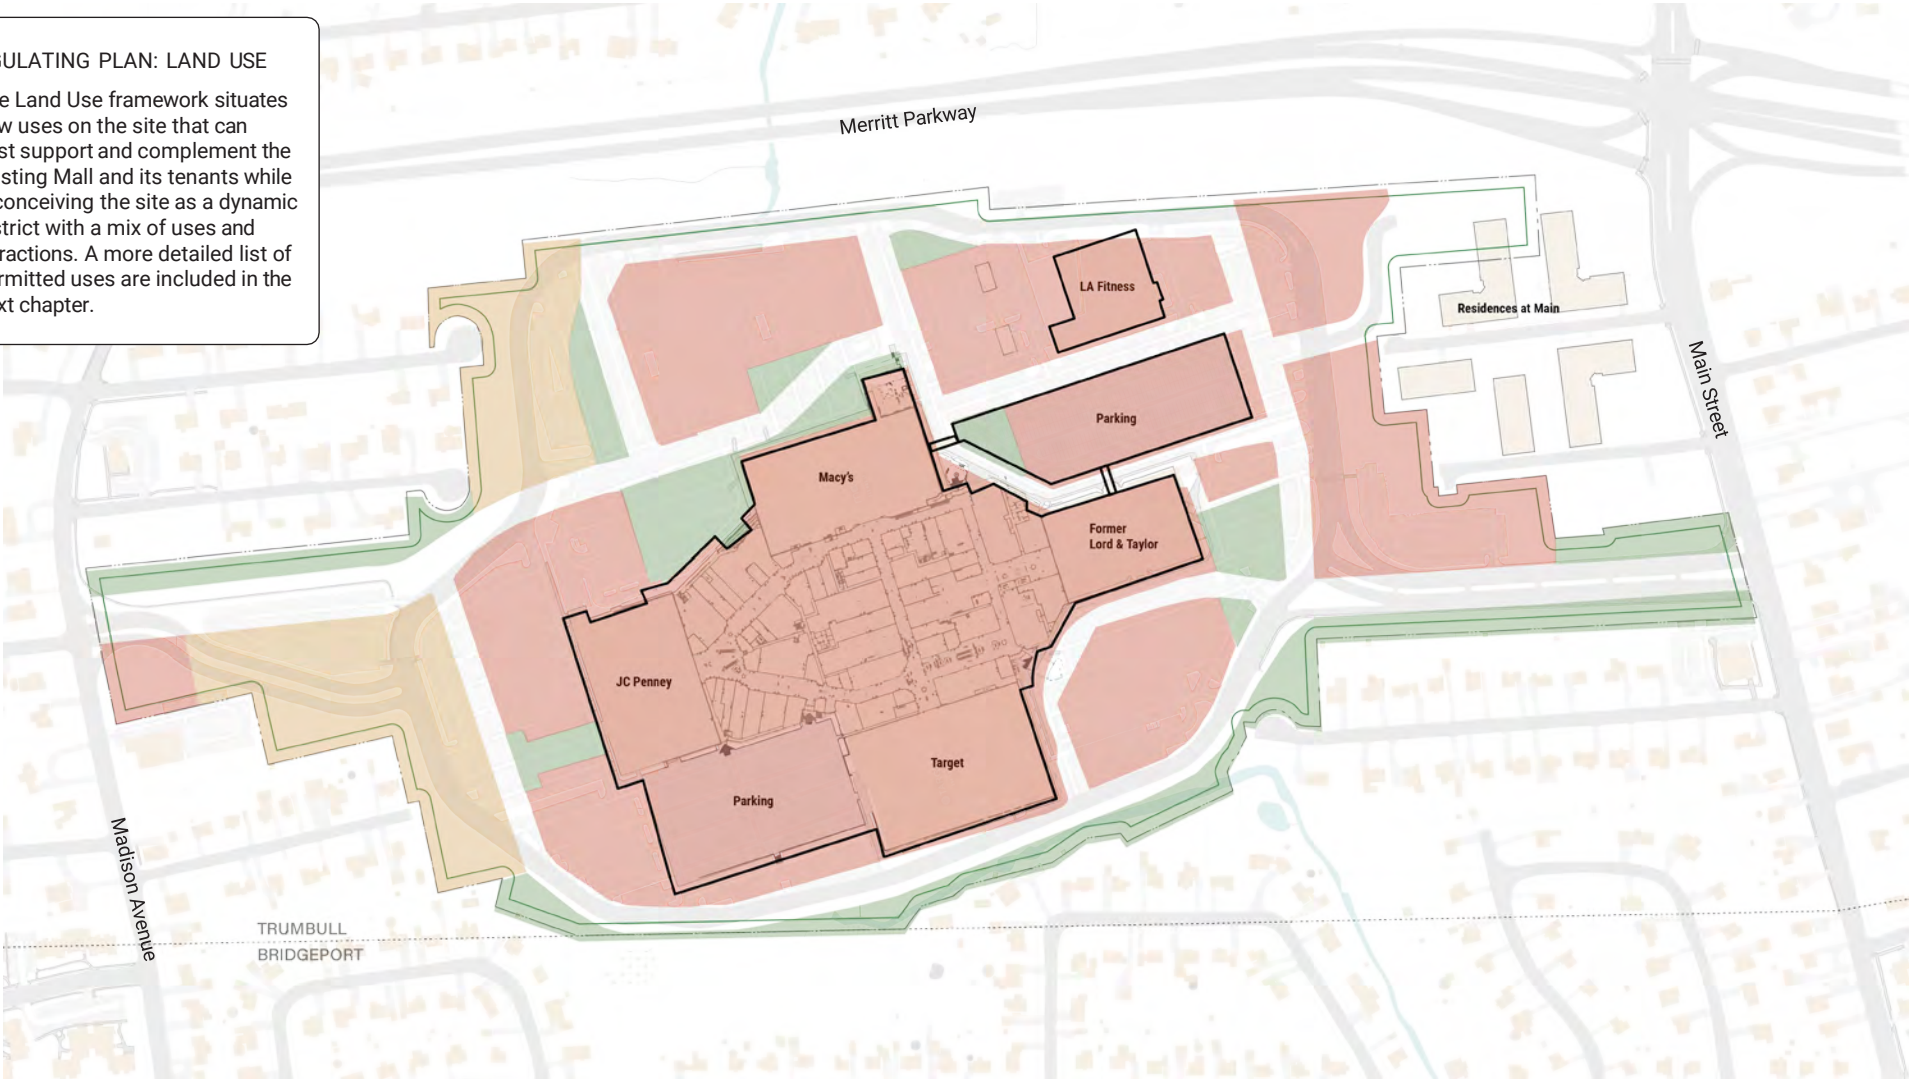 GULATING PLAN: LAND USE
e Land Use framework situates
w uses on the site that can
st support and complement the
isting Mall and its tenants while
conceiving the site as a dynamic
strict with a mix of uses and
tractions. A more detailed list of
rmitted uses are included in the
xt chapter.
Merritt Parkway
LA Fitness
Residences at Main
Main Street
Parking
Macy's
Former
Lord & Taylor
JC Penney
Target
Parking
Madison Avenue
TRUMBULL
BRIDGEPORT